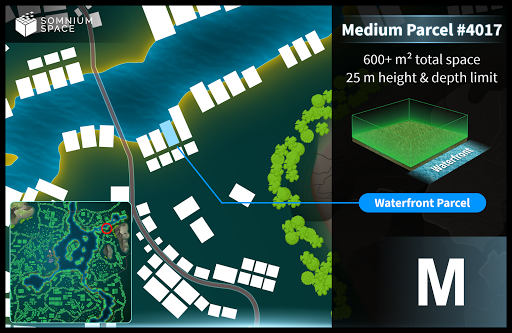 SOMNIUM
SPACE
Medium Parcel #4017
600+ m² total space
25 m height & depth limit
Waterfront
Waterfront Parcel
M